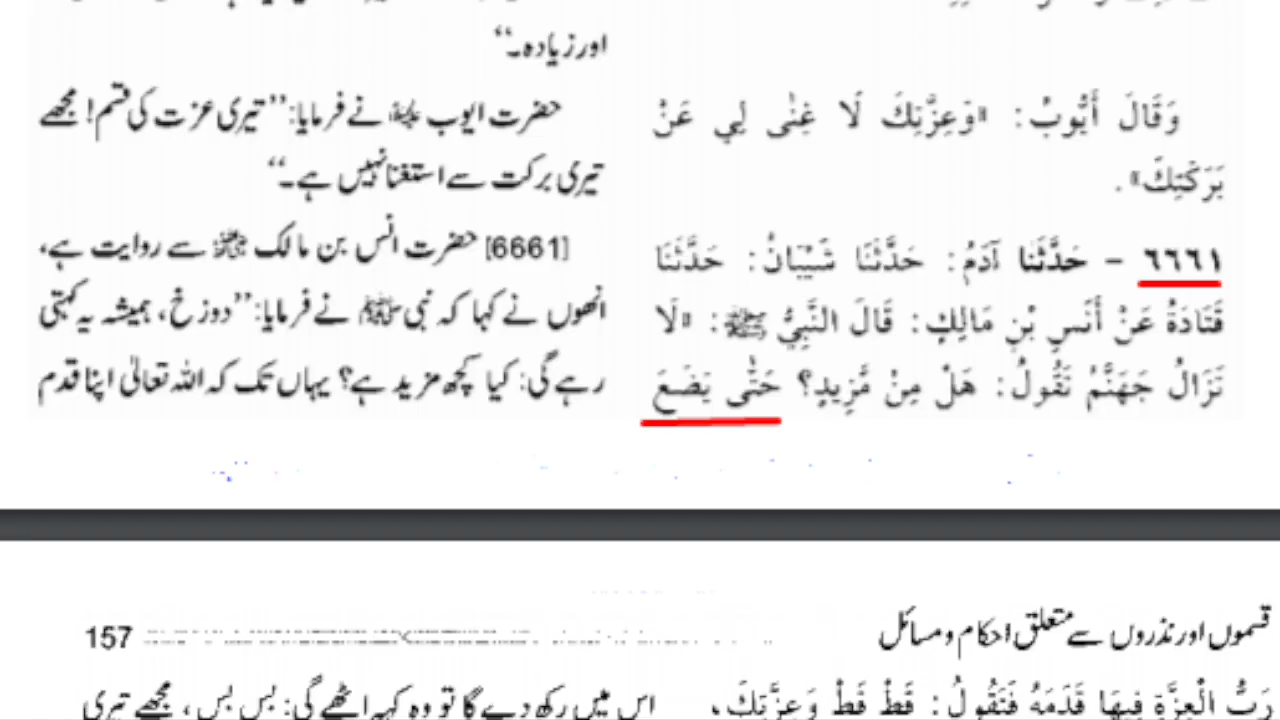 وَقَالَ أَيُّوبُ: «وَعِزَّتِكَ لَا غِنَى لِي عَنْ
بَرَكَتِكَ».
٦٦٦١ - حَدَّثَنَا آدَمُ: حَدَّثَنَا شَيْبَانُ: حَدَّثَنَا
قَتَادَةُ عَنْ أَنَسِ بْنِ مَالِكٍ: قَالَ النَّبِيُّ ﷺ: «لَا
تَزَالُ جَهَنَّمُ تَقُولُ: هَلْ مِنْ مَّزِيدٍ؟ حَتَّى يَضَعَ
اور زیادہ۔‘‘
حضرت ایوب نے فرمایا: ’’تیری عزت کی قسم! مجھے
تیری برکت سے استغنا نہیں ہے۔‘‘
[6661] حضرت انس بن مالک ؓ سے روایت ہے،
انھوں نے کہا کہ نبی ﷺ نے فرمایا: ’’دوزخ، ہمیشہ یہ کہتی
رہے گی: کیا کچھ مزید ہے؟ یہاں تک کہ اللہ تعالیٰ اپنا قدم
قسموں اور نذروں سے متعلق احکام و مسائل
157
رَبُّ الْعِزَّةِ فِيهَا قَدَمَهُ فَتَقُولُ: قَطْ قَطْ وَعِزَّتِكَ،
اس میں رکھ دے گا تو وہ کہہ اٹھے گی: بس بس، مجھے تیری